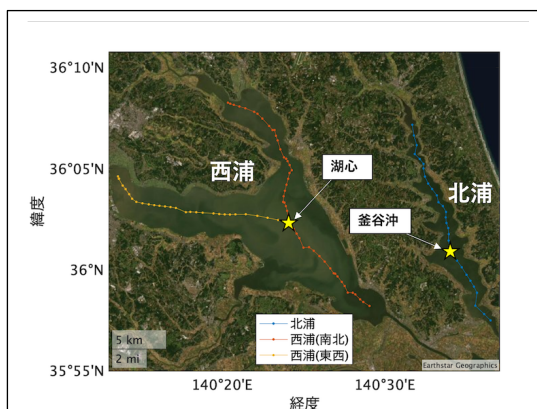 36°10'N
36°05'N
36°N
35°55'N
緯度
西浦
湖心
北浦
釜谷沖
北浦
西浦(南北)
西浦(東西)
5 km
2 mi
Earthstar Geographics
140°20'E
140°30'E
経度